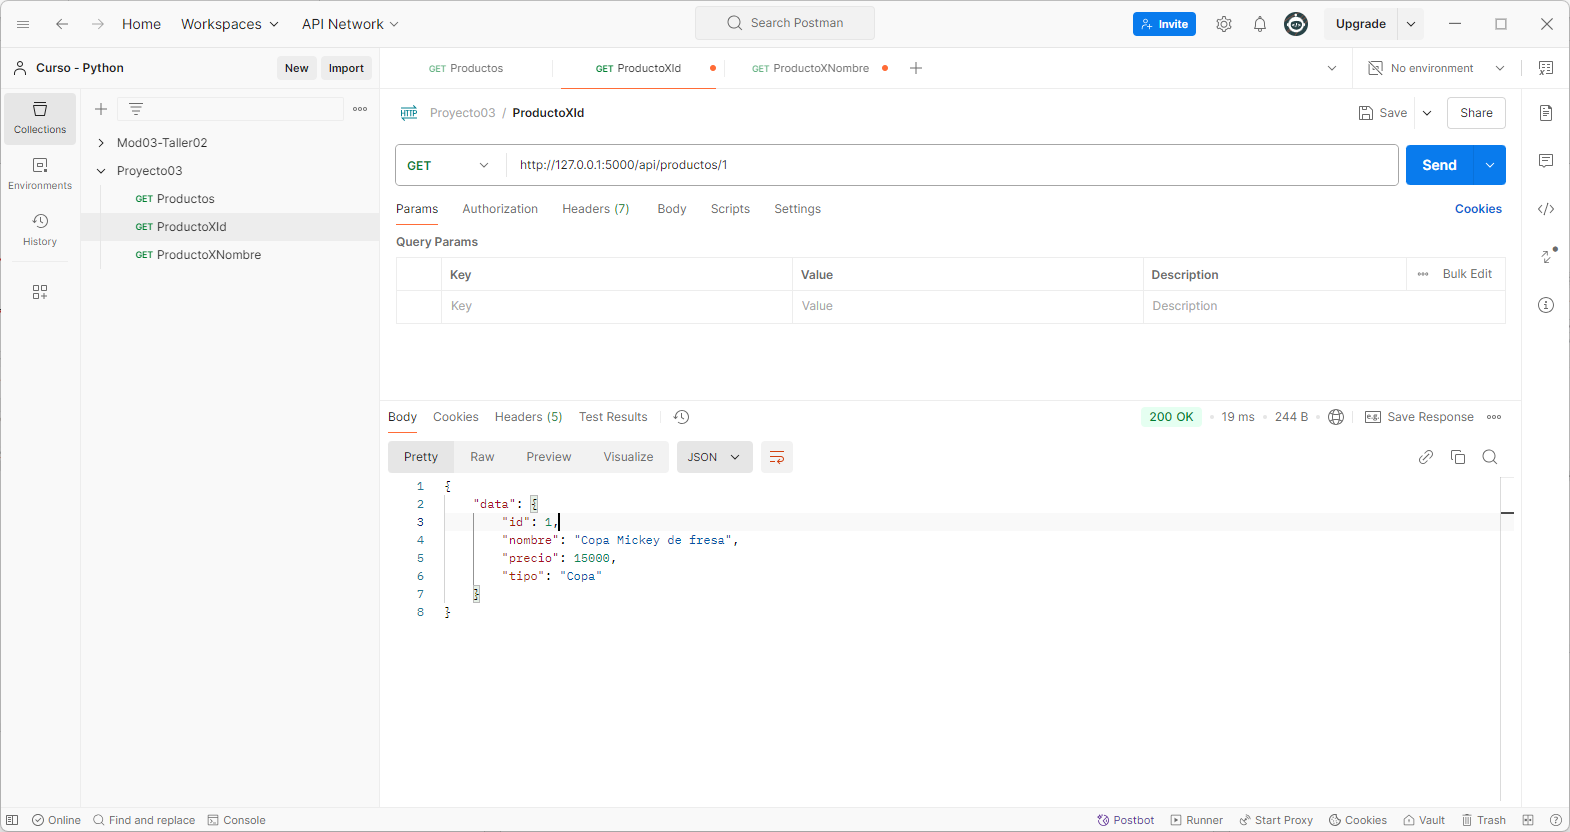 Home Workspaces API Network Search Postman Invite Upgrade
Curso - Python New Import GET Productos GET ProductoXId GET ProductoXNombre No environment
Collections
Environments
History
Mod03-Taller02
Proyecto03
GET Productos
GET ProductoXId
GET ProductoXNombre
HTTP Proyecto03 / ProductoXId Save Share
GET http://127.0.0.1:5000/api/productos/1 Send
Params Authorization Headers (7) Body Scripts Settings Cookies
Query Params
Key Value Description Bulk Edit
Key Value Description
Body Cookies Headers (5) Test Results 200 OK 19 ms 244 B e.g. Save Response
Pretty Raw Preview Visualize JSON
1 {
2 "data": {
3 "id": 1,
4 "nombre": "Copa Mickey de fresa",
5 "precio": 15000,
6 "tipo": "Copa"
7 }
8 }
Online Find and replace Console Postbot Runner Start Proxy Cookies Vault Trash